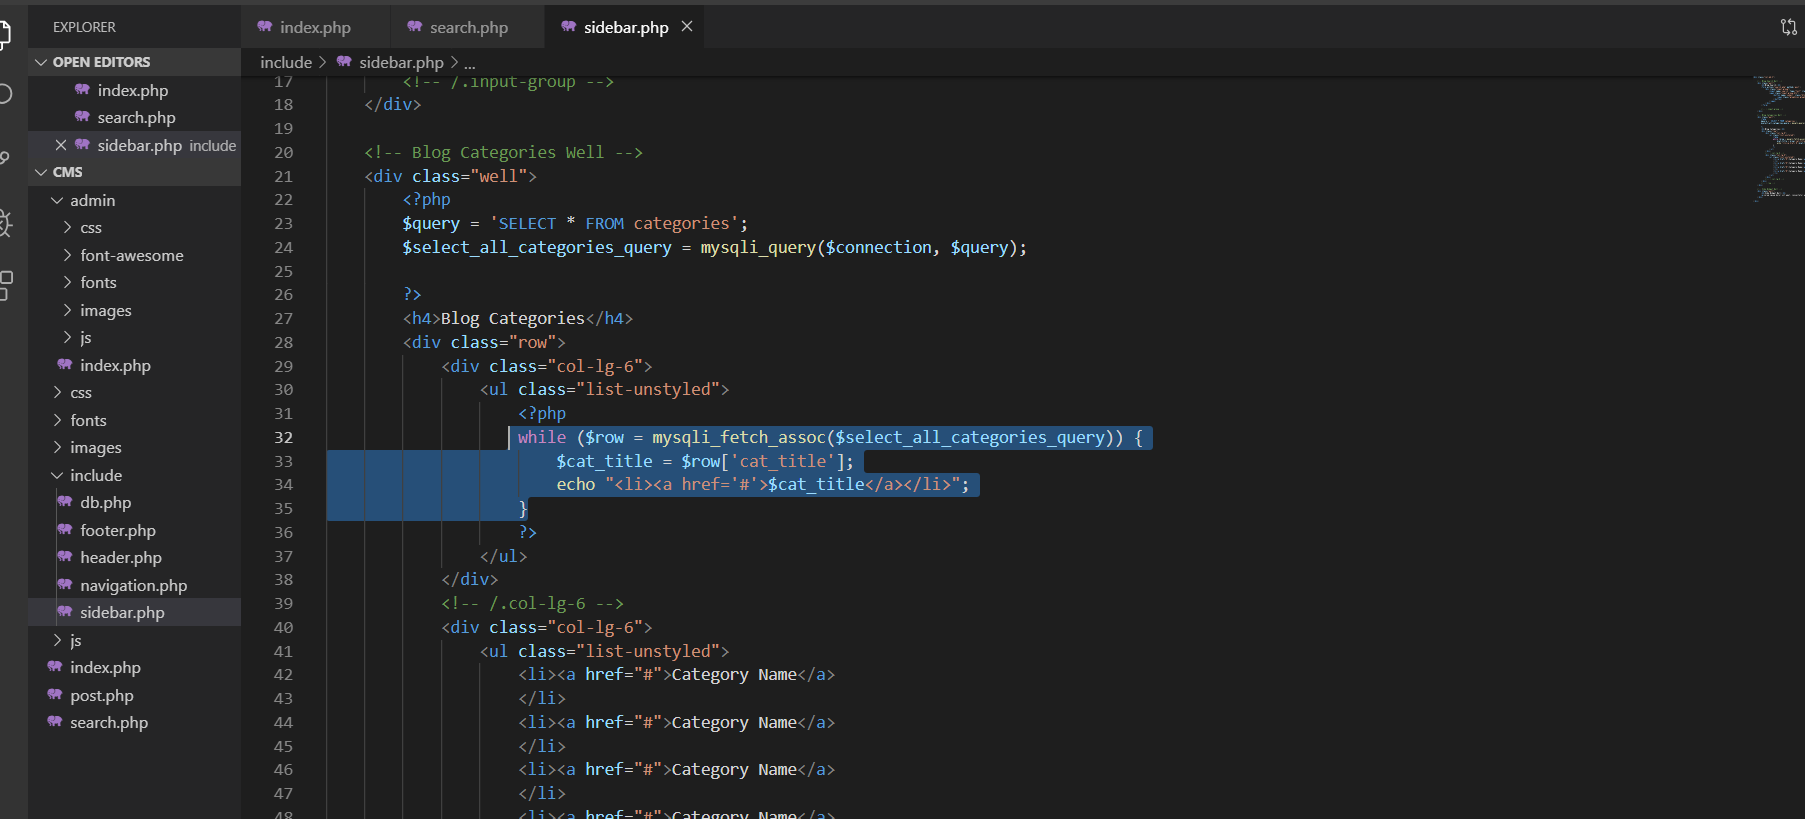 EXPLORER
OPEN EDITORS
index.php
search.php
sidebar.php include
CMS
admin
css
font-awesome
fonts
images
js
index.php
css
fonts
images
include
db.php
footer.php
header.php
navigation.php
sidebar.php
js
index.php
post.php
search.php
index.php search.php sidebar.php
include > sidebar.php > ...
17 <!-- /.input-group -->
18 </div>
19
20 <!-- Blog Categories Well -->
21 <div class="well">
22 <?php
23 $query = 'SELECT * FROM categories';
24 $select_all_categories_query = mysqli_query($connection, $query);
25
26 ?>
27 <h4>Blog Categories</h4>
28 <div class="row">
29 <div class="col-lg-6">
30 <ul class="list-unstyled">
31 <?php
32 while ($row = mysqli_fetch_assoc($select_all_categories_query)) {
33 $cat_title = $row['cat_title'];
34 echo "<li><a href='#'>$cat_title</a></li>";
35 }
36 ?>
37 </ul>
38 </div>
39 <!-- /.col-lg-6 -->
40 <div class="col-lg-6">
41 <ul class="list-unstyled">
42 <li><a href="#">Category Name</a>
43 </li>
44 <li><a href="#">Category Name</a>
45 </li>
46 <li><a href="#">Category Name</a>
47 </li>
48 <li><a href="#">Category Name</a>